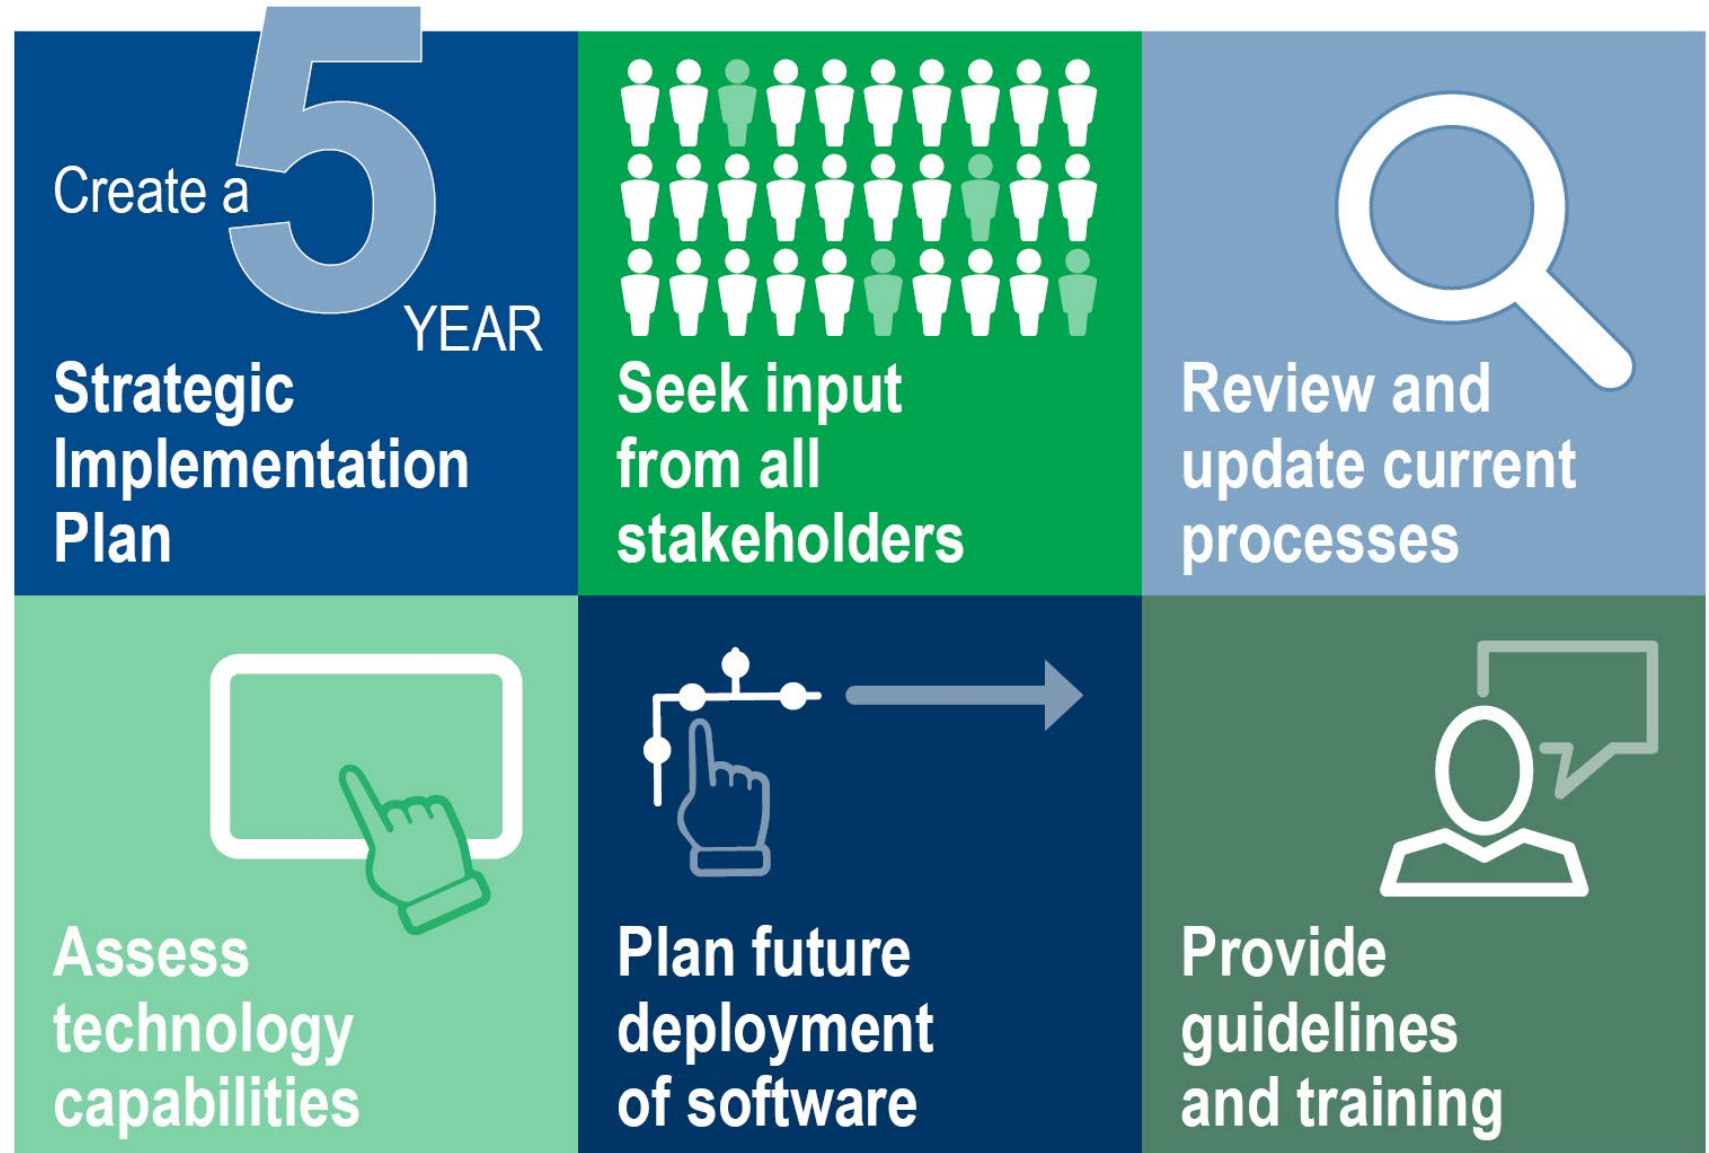 Create a 5
YEAR
Strategic
Implementation
Plan
Seek input
from all
stakeholders
Review and
update current
processes
Assess
technology
capabilities
Plan future
deployment
of software
Provide
guidelines
and training